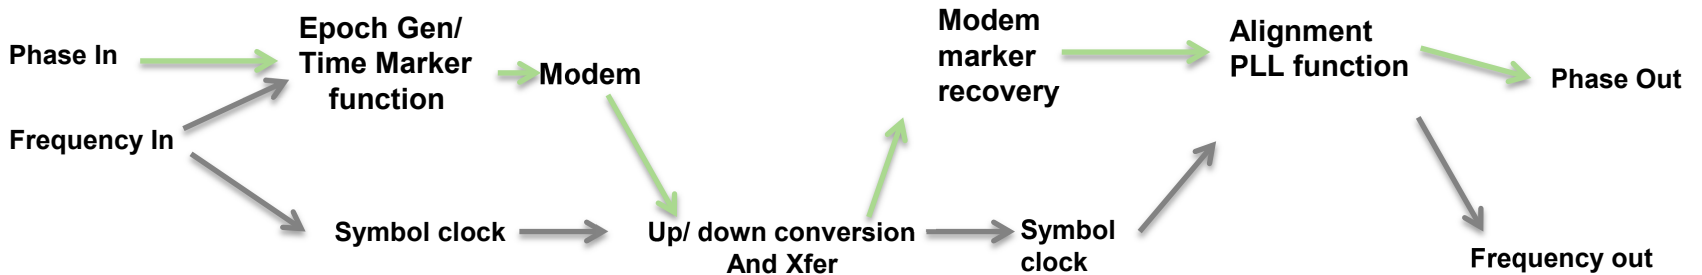 Phase In
Frequency In
Epoch Gen/
Time Marker
function
Modem
Symbol clock
Up/ down conversion
And Xfer
Modem
marker
recovery
Symbol
clock
Alignment
PLL function
Phase Out
Frequency out